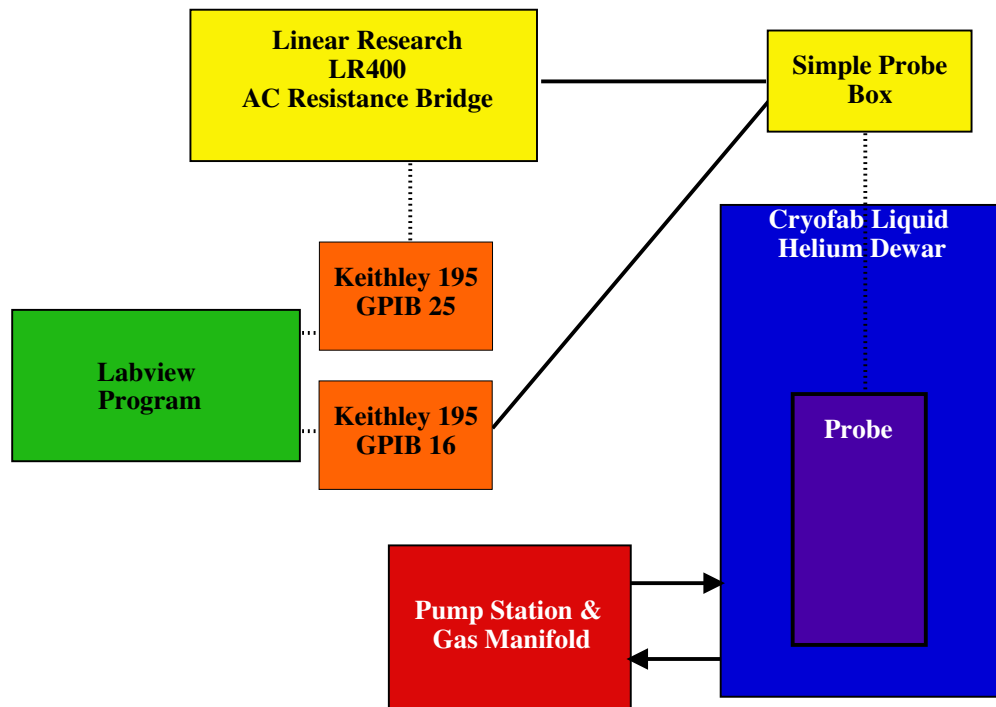 Linear Research
LR400
AC Resistance Bridge
Simple Probe
Box
Cryofab Liquid
Helium Dewar
Keithley 195
GPIB 25
Labview
Program
Keithley 195
GPIB 16
Probe
Pump Station &
Gas Manifold